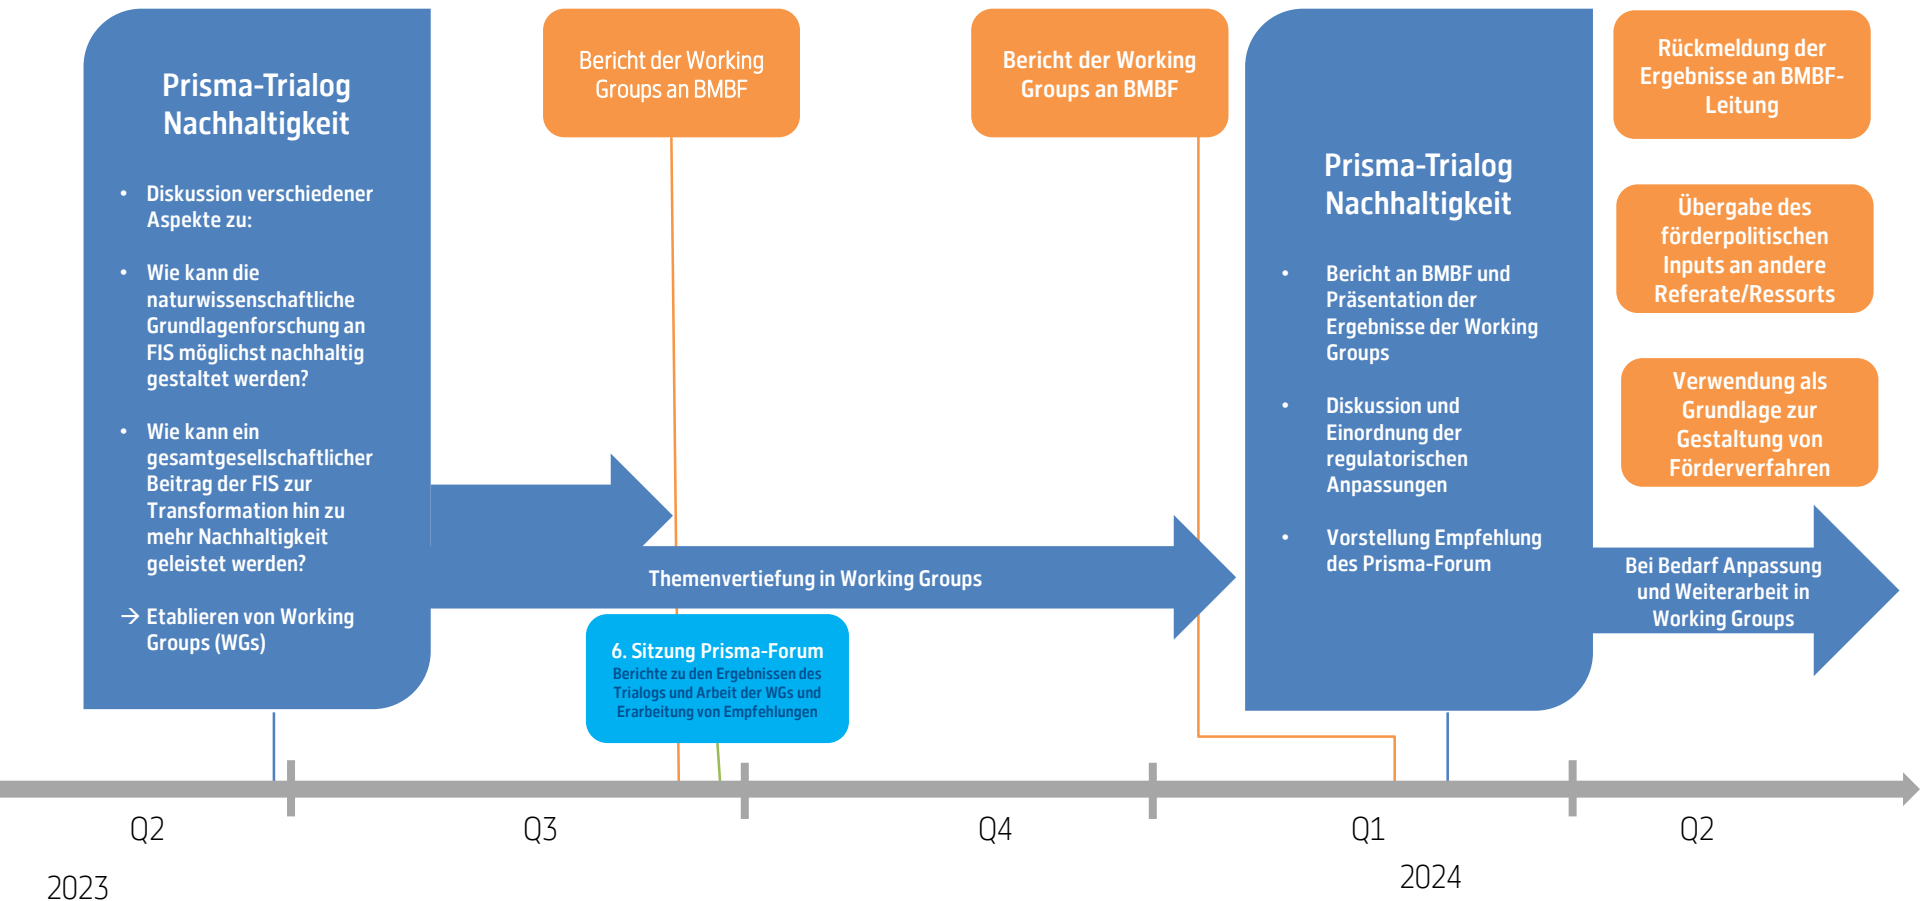 Prisma-Trialog
Nachhaltigkeit
• Diskussion verschiedener
Aspekte zu:
• Wie kann die
naturwissenschaftliche
Grundlagenforschung an
FIS möglichst nachhaltig
gestaltet werden?
• Wie kann ein
gesamtgesellschaftlicher
Beitrag der FIS zur
Transformation hin zu
mehr Nachhaltigkeit
geleistet werden?
→ Etablieren von Working
Groups (WGs)
Bericht der Working
Groups an BMBF
Bericht der Working
Groups an BMBF
Themenvertiefung in Working Groups
6. Sitzung Prisma-Forum
Berichte zu den Ergebnissen des
Trialogs und Arbeit der WGs und
Erarbeitung von Empfehlungen
Prisma-Trialog
Nachhaltigkeit
• Bericht an BMBF und
Präsentation der
Ergebnisse der Working
Groups
• Diskussion und
Einordnung der
regulatorischen
Anpassungen
• Vorstellung Empfehlung
des Prisma-Forum
Rückmeldung der
Ergebnisse an BMBF-
Leitung
Übergabe des
förderpolitischen
Inputs an andere
Referate/Ressorts
Verwendung als
Grundlage zur
Gestaltung von
Förderverfahren
Bei Bedarf Anpassung
und Weiterarbeit in
Working Groups
Q2
Q3
Q4
Q1
Q2
2023
2024